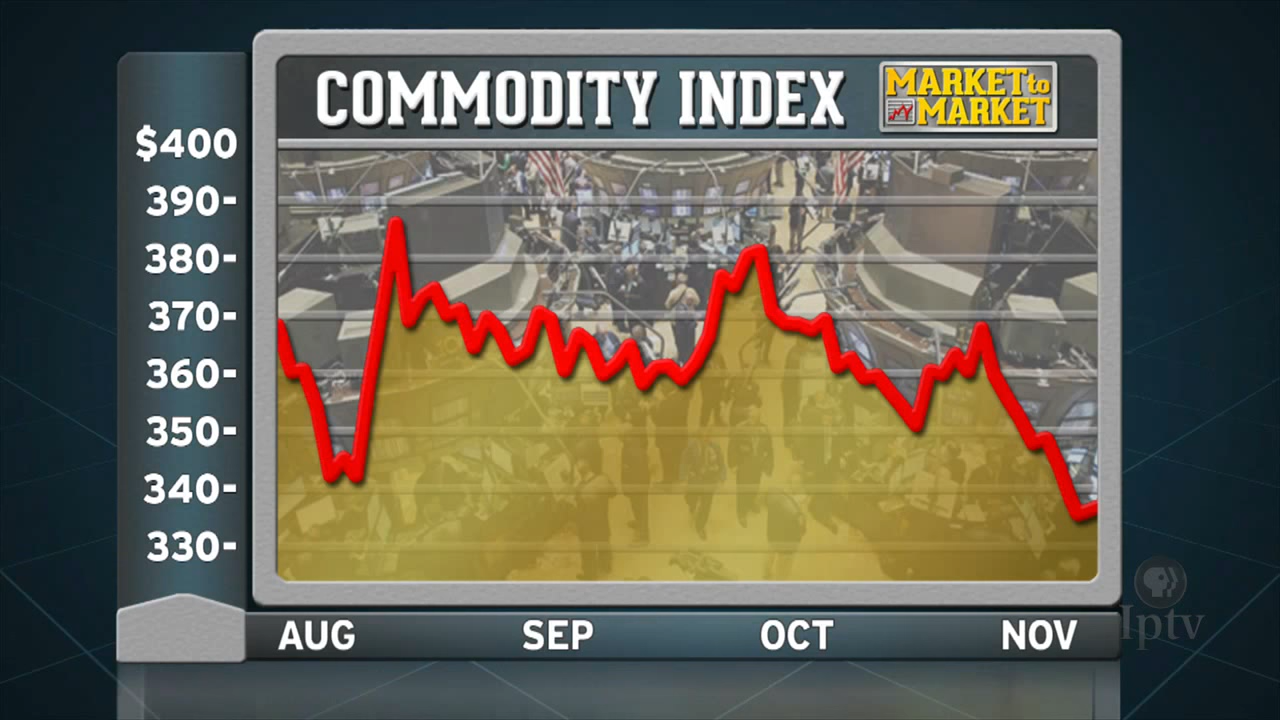 COMMODITY INDEX
MARKET to
MARKET
$400
390-
380-
370-
360-
350-
340-
330-
AUG SEP OCT NOV
Iptv